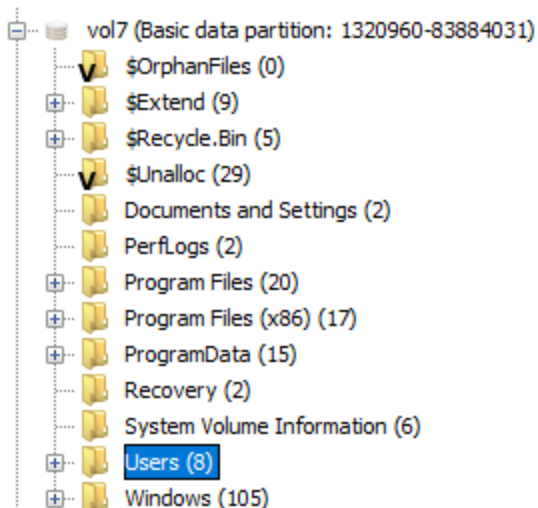 vol7 (Basic data partition: 1320960-83884031)
V $OrphanFiles (0)
$Extend (9)
$Recycle.Bin (5)
V $Unalloc (29)
Documents and Settings (2)
PerfLogs (2)
Program Files (20)
Program Files (x86) (17)
ProgramData (15)
Recovery (2)
System Volume Information (6)
Users (8)
Windows (105)